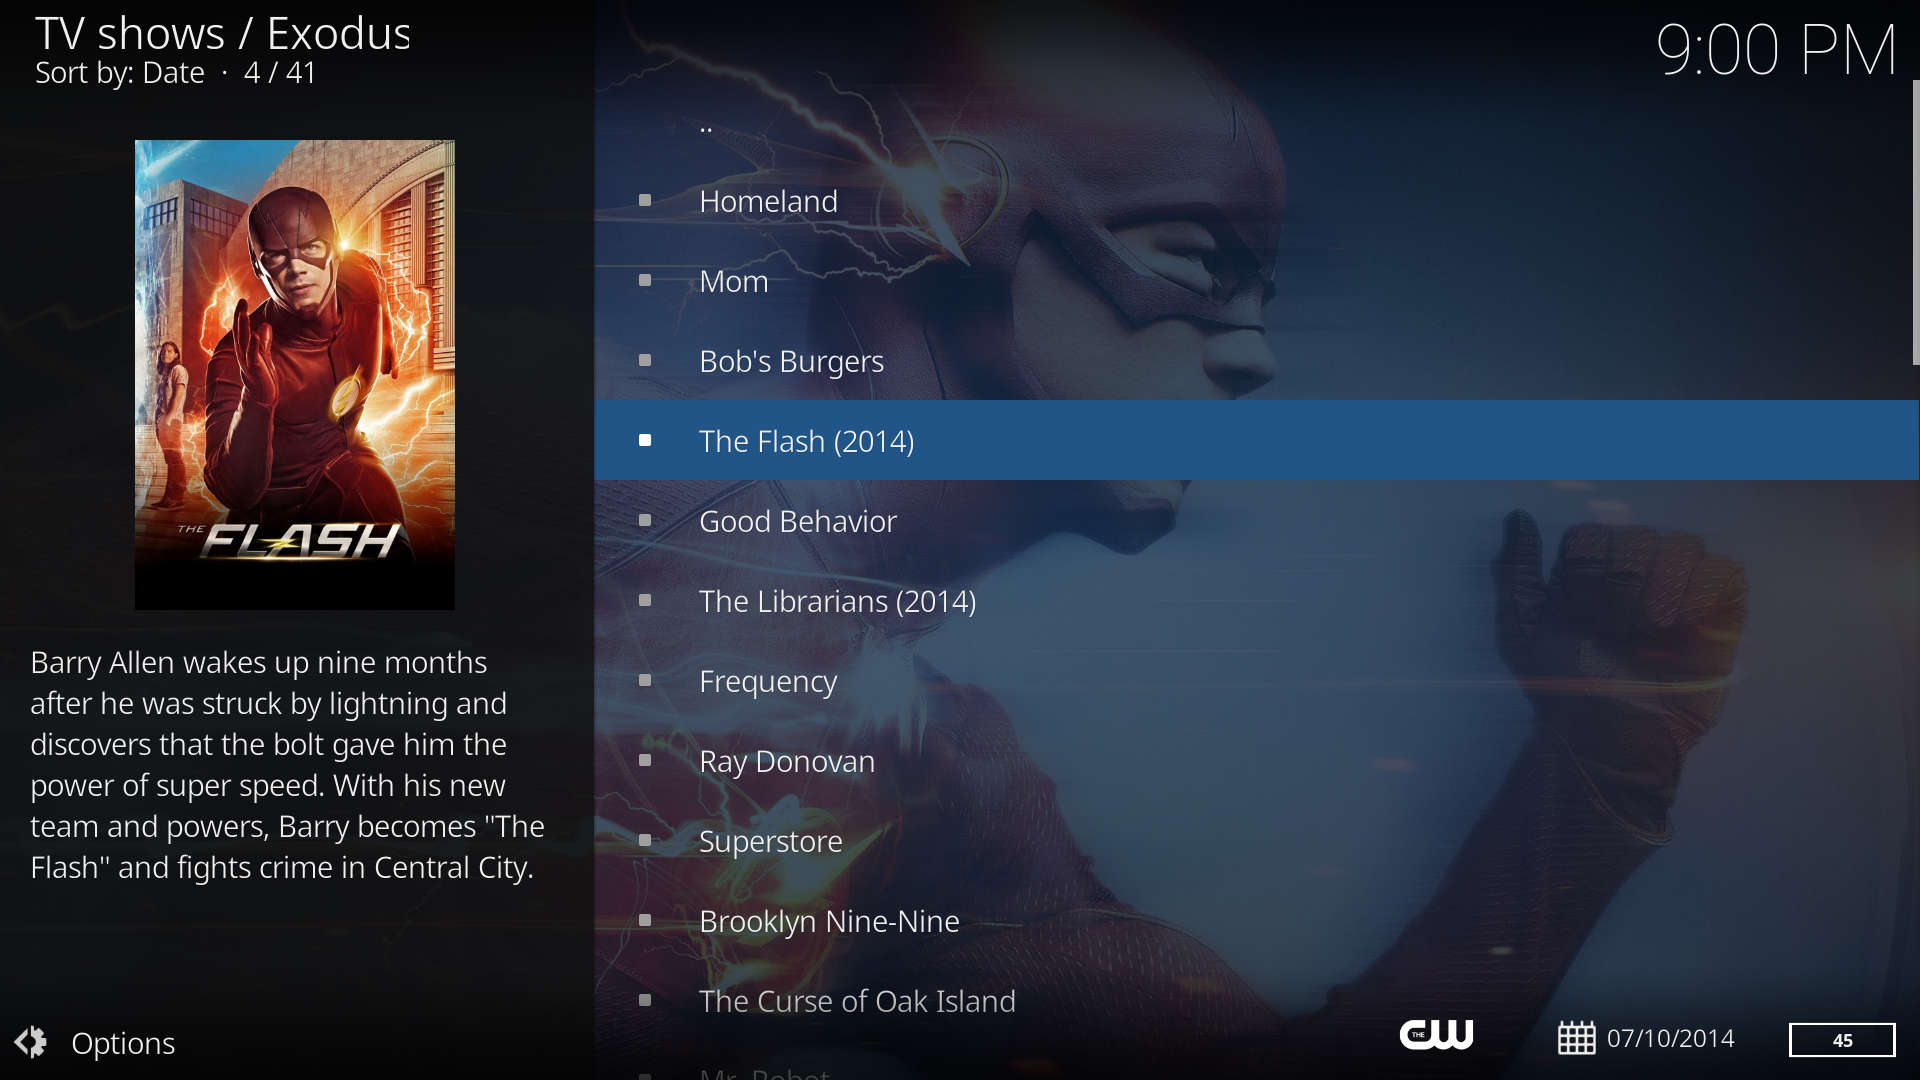 TV shows / Exodus
Sort by: Date · 4 / 41
9:00 PM
THE FLASH
Barry Allen wakes up nine months
after he was struck by lightning and
discovers that the bolt gave him the
power of super speed. With his new
team and powers, Barry becomes "The
Flash" and fights crime in Central City.
Options
..
Homeland
Mom
Bob's Burgers
The Flash (2014)
Good Behavior
The Librarians (2014)
Frequency
Ray Donovan
Superstore
Brooklyn Nine-Nine
The Curse of Oak Island
Mr. Robot
THE CW
07/10/2014
45